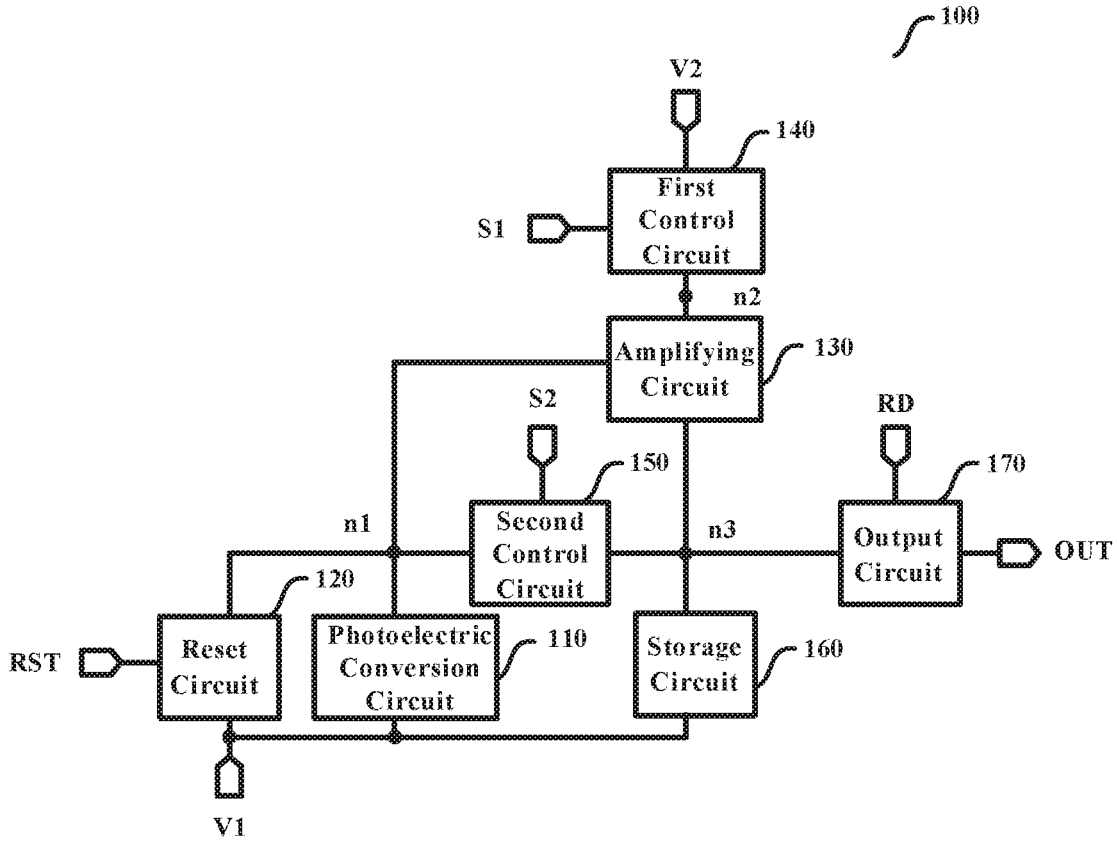 100
V2
140
First
Control
Circuit
S1
n2
Amplifying
Circuit
130
S2
RD
150
170
n1
Second
Control
Circuit
n3
Output
Circuit
OUT
120
RST
Reset
Circuit
Photoelectric
Conversion
Circuit
110
Storage
Circuit
160
V1